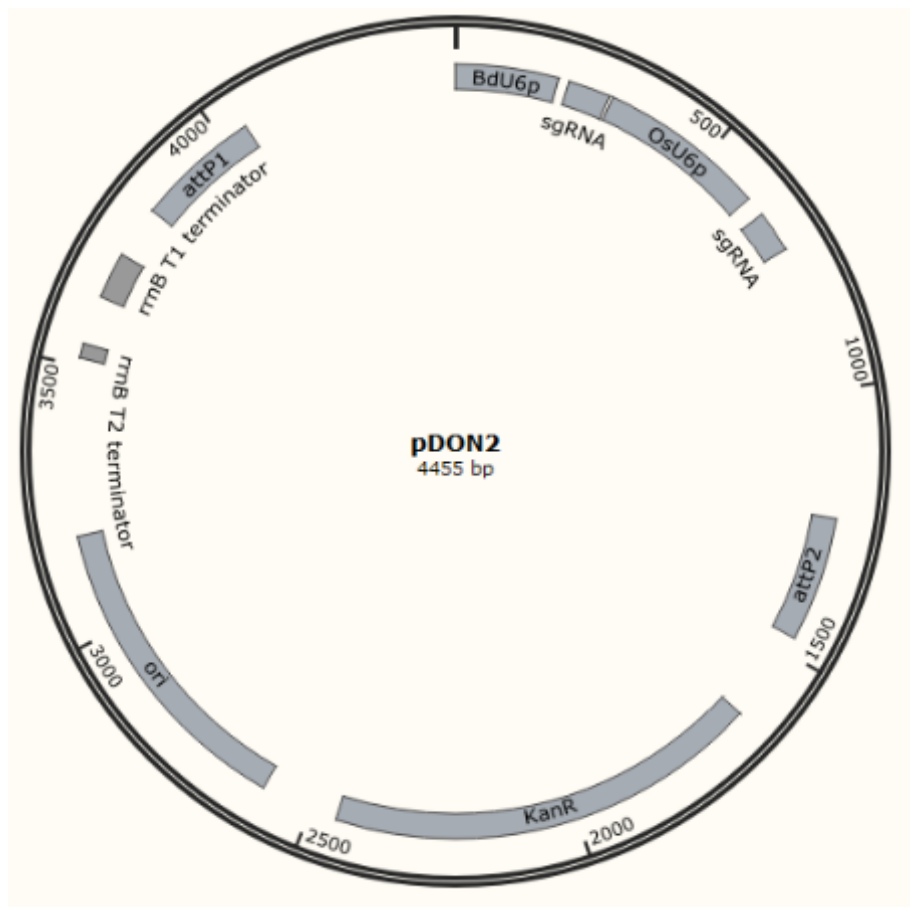 BdU6p
sgRNA
OsU6p
500
sgRNA
1000
attP2
1500
KanR
2000
2500
ori
3000
rrnB T2 terminator
3500
rrnB T1 terminator
attP1
4000
pDON2
4455 bp